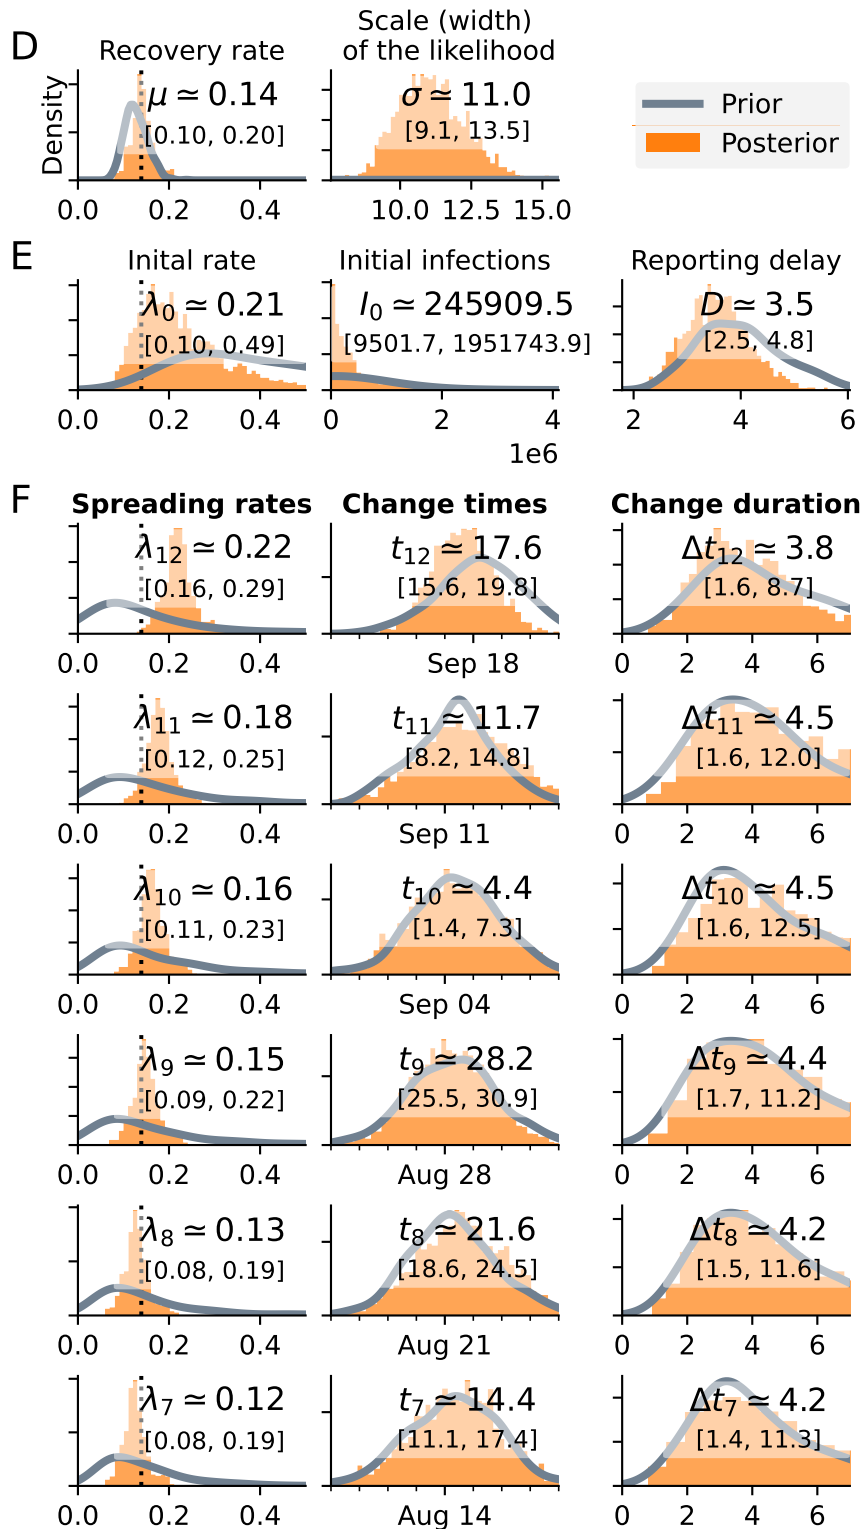 D
Recovery rate
Scale (width)
of the likelihood
Density
μ ≃ 0.14
[0.10, 0.20]
0.0 0.2 0.4
σ ≃ 11.0
[9.1, 13.5]
10.0 12.5 15.0
Prior
Posterior
E
Inital rate
λ0 ≃ 0.21
[0.10, 0.49]
0.0 0.2 0.4
Initial infections
I0 ≃ 245909.5
[9501.7, 1951743.9]
0 2 4
1e6
Reporting delay
D ≃ 3.5
[2.5, 4.8]
2 4 6
F
Spreading rates Change times Change duration
λ12 ≃ 0.22 t12 ≃ 17.6 Δt12 ≃ 3.8
[0.16, 0.29] [15.6, 19.8] [1.6, 8.7]
0.0 0.2 0.4 Sep 18 0 2 4 6
λ11 ≃ 0.18 t11 ≃ 11.7 Δt11 ≃ 4.5
[0.12, 0.25] [8.2, 14.8] [1.6, 12.0]
0.0 0.2 0.4 Sep 11 0 2 4 6
λ10 ≃ 0.16 t10 ≃ 4.4 Δt10 ≃ 4.5
[0.11, 0.23] [1.4, 7.3] [1.6, 12.5]
0.0 0.2 0.4 Sep 04 0 2 4 6
λ9 ≃ 0.15 t9 ≃ 28.2 Δt9 ≃ 4.4
[0.09, 0.22] [25.5, 30.9] [1.7, 11.2]
0.0 0.2 0.4 Aug 28 0 2 4 6
λ8 ≃ 0.13 t8 ≃ 21.6 Δt8 ≃ 4.2
[0.08, 0.19] [18.6, 24.5] [1.5, 11.6]
0.0 0.2 0.4 Aug 21 0 2 4 6
λ7 ≃ 0.12 t7 ≃ 14.4 Δt7 ≃ 4.2
[0.08, 0.19] [11.1, 17.4] [1.4, 11.3]
0.0 0.2 0.4 Aug 14 0 2 4 6